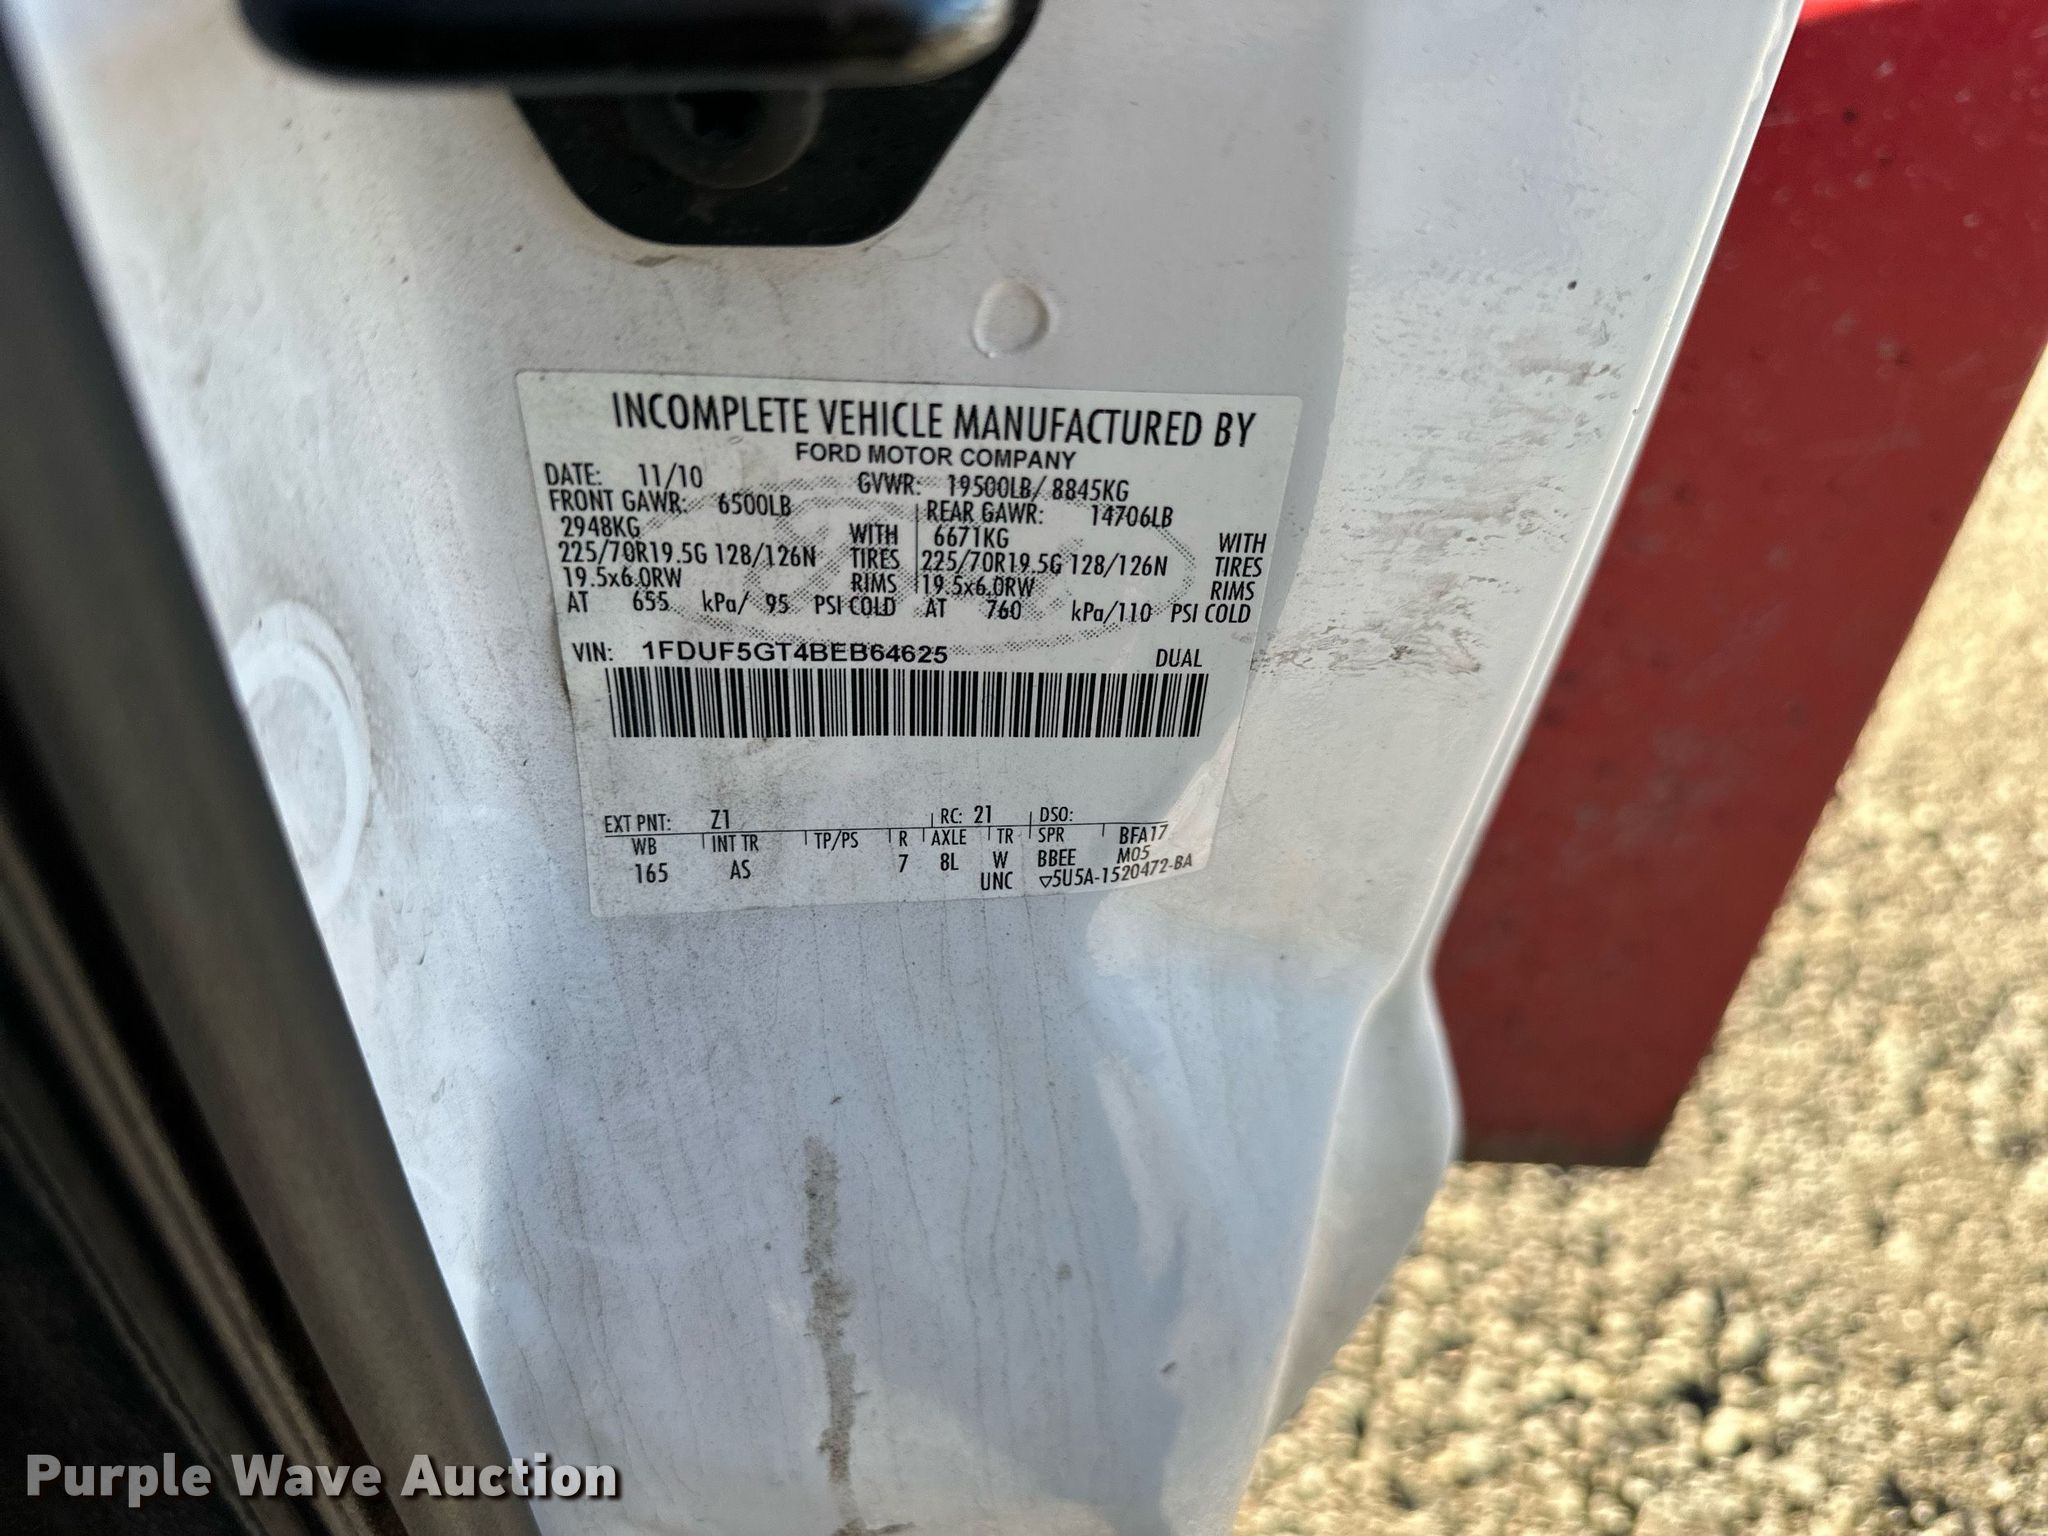 INCOMPLETE VEHICLE MANUFACTURED BY
FORD MOTOR COMPANY
DATE: 11/10 GVWR: 19500LB/ 8845KG
FRONT GAWR: 6500LB REAR GAWR: 14706LB
2948KG WITH 6671KG WITH
225/70R19.5G 128/126N TIRES 225/70R19.5G 128/126N TIRES
19.5x6.0RW RIMS 19.5x6.0RW RIMS
AT 655 kPa/ 95 PSI COLD AT 760 kPa/110 PSI COLD
VIN: 1FDUF5GT4BEB64625 DUAL
EXT PNT: Z1 RC: 21 DSO:
WB INT TR TP/PS R AXLE TR SPR BFA17
165 AS 7 8L W BBEE M05
UNC ▽5U5A-1520472-BA
Purple Wave Auction